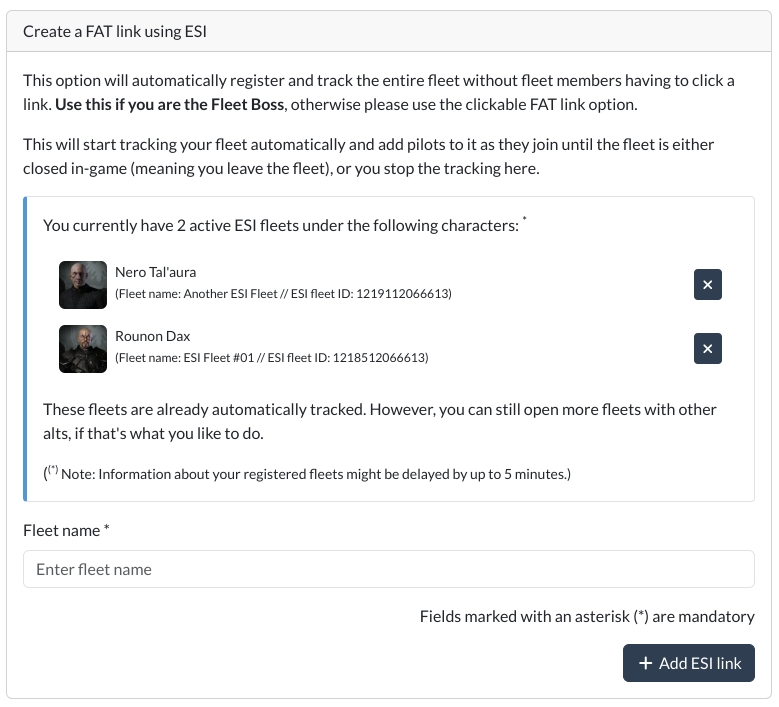 Create a FAT link using ESI
This option will automatically register and track the entire fleet without fleet members having to click a
link. Use this if you are the Fleet Boss, otherwise please use the clickable FAT link option.
This will start tracking your fleet automatically and add pilots to it as they join until the fleet is either
closed in-game (meaning you leave the fleet), or you stop the tracking here.
You currently have 2 active ESI fleets under the following characters: *
Nero Tal'aura
(Fleet name: Another ESI Fleet // ESI fleet ID: 1219112066613)
Rounon Dax
(Fleet name: ESI Fleet #01 // ESI fleet ID: 1218512066613)
These fleets are already automatically tracked. However, you can still open more fleets with other
alts, if that's what you like to do.
((*) Note: Information about your registered fleets might be delayed by up to 5 minutes.)
Fleet name *
Enter fleet name
Fields marked with an asterisk (*) are mandatory
+ Add ESI link